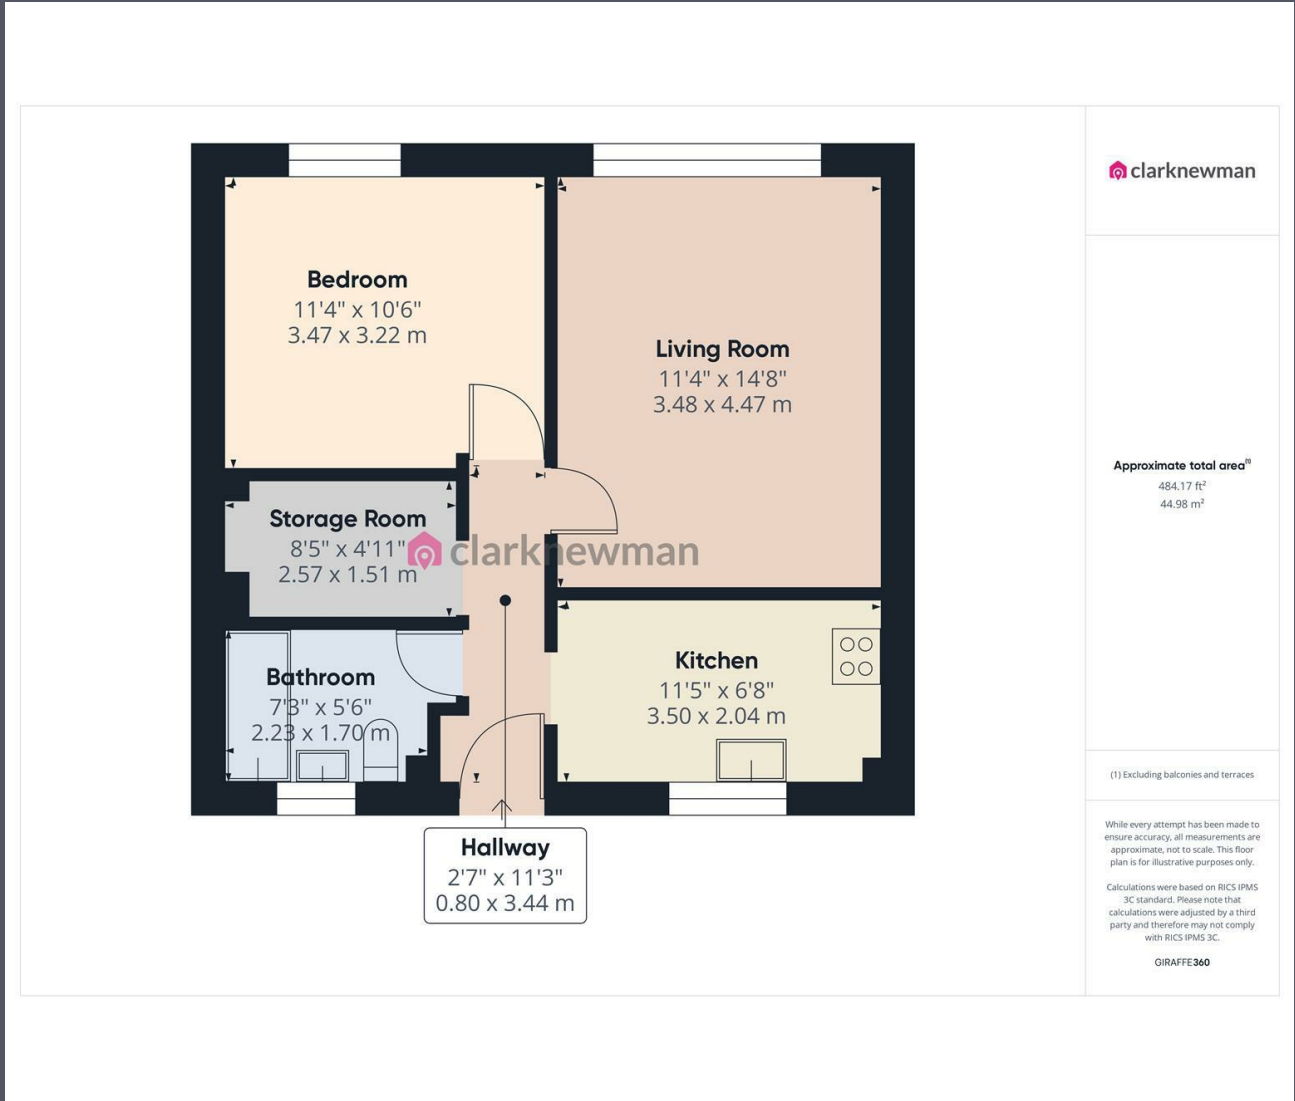 Bedroom
11'4" x 10'6"
3.47 x 3.22 m
Living Room
11'4" x 14'8"
3.48 x 4.47 m
Storage Room
8'5" x 4'11"
2.57 x 1.51 m
clarknewman
Bathroom
7'3" x 5'6"
2.23 x 1.70 m
Kitchen
11'5" x 6'8"
3.50 x 2.04 m
Hallway
2'7" x 11'3"
0.80 x 3.44 m
clarknewman
Approximate total area⁽¹⁾
484.17 ft²
44.98 m²
(1) Excluding balconies and terraces
While every attempt has been made to
ensure accuracy, all measurements are
approximate, not to scale. This floor
plan is for illustrative purposes only.
Calculations were based on RICS IPMS
3C standard. Please note that
calculations were adjusted by a third
party and therefore may not comply
with RICS IPMS 3C.
GIRAFFE360